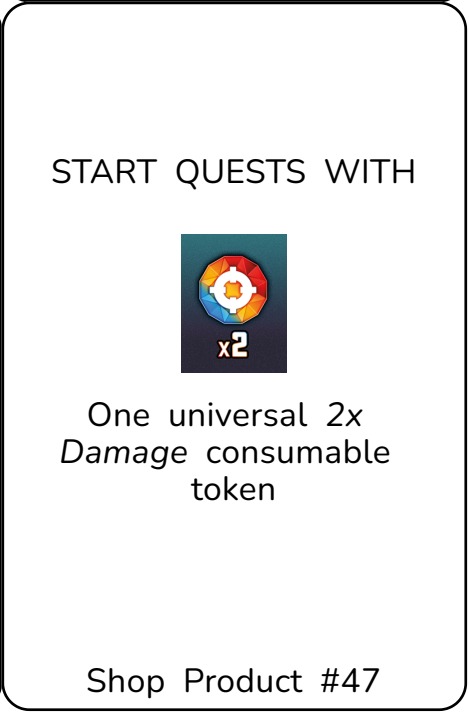 START QUESTS WITH
x2
One universal 2x
Damage consumable
token
Shop Product #47